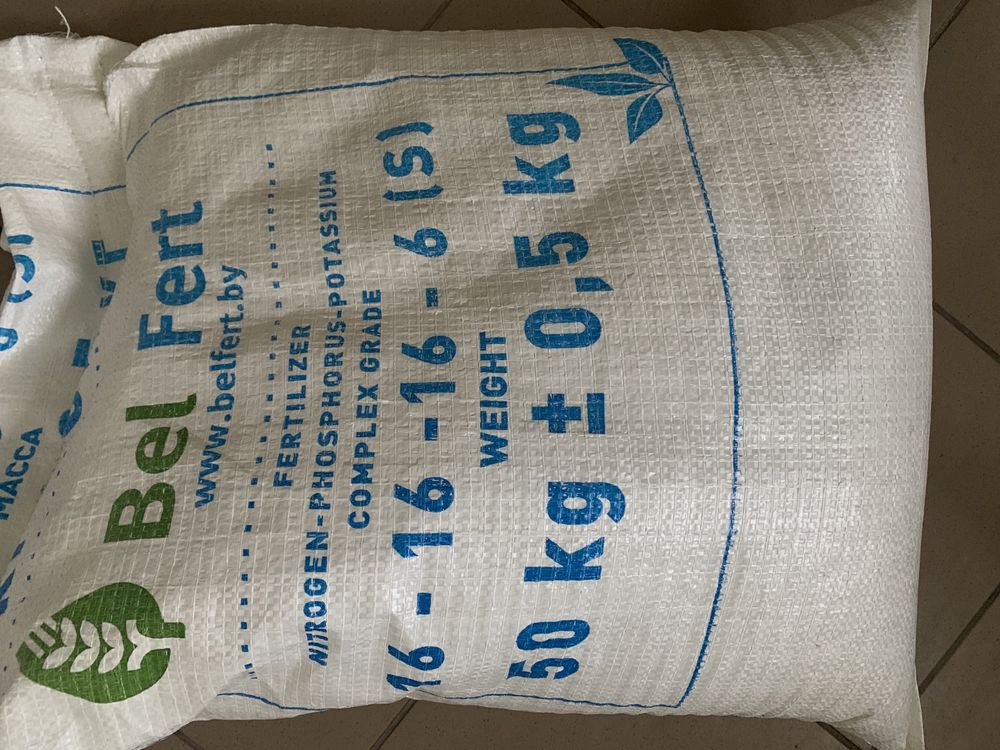 Bel Fert
www.belfert.by
FERTILIZER
NITROGEN-PHOSPHORUS-POTASSIUM
COMPLEX GRADE
16-16-16-6 (S)
WEIGHT
50 kg ± 0,5 kg
МАССА